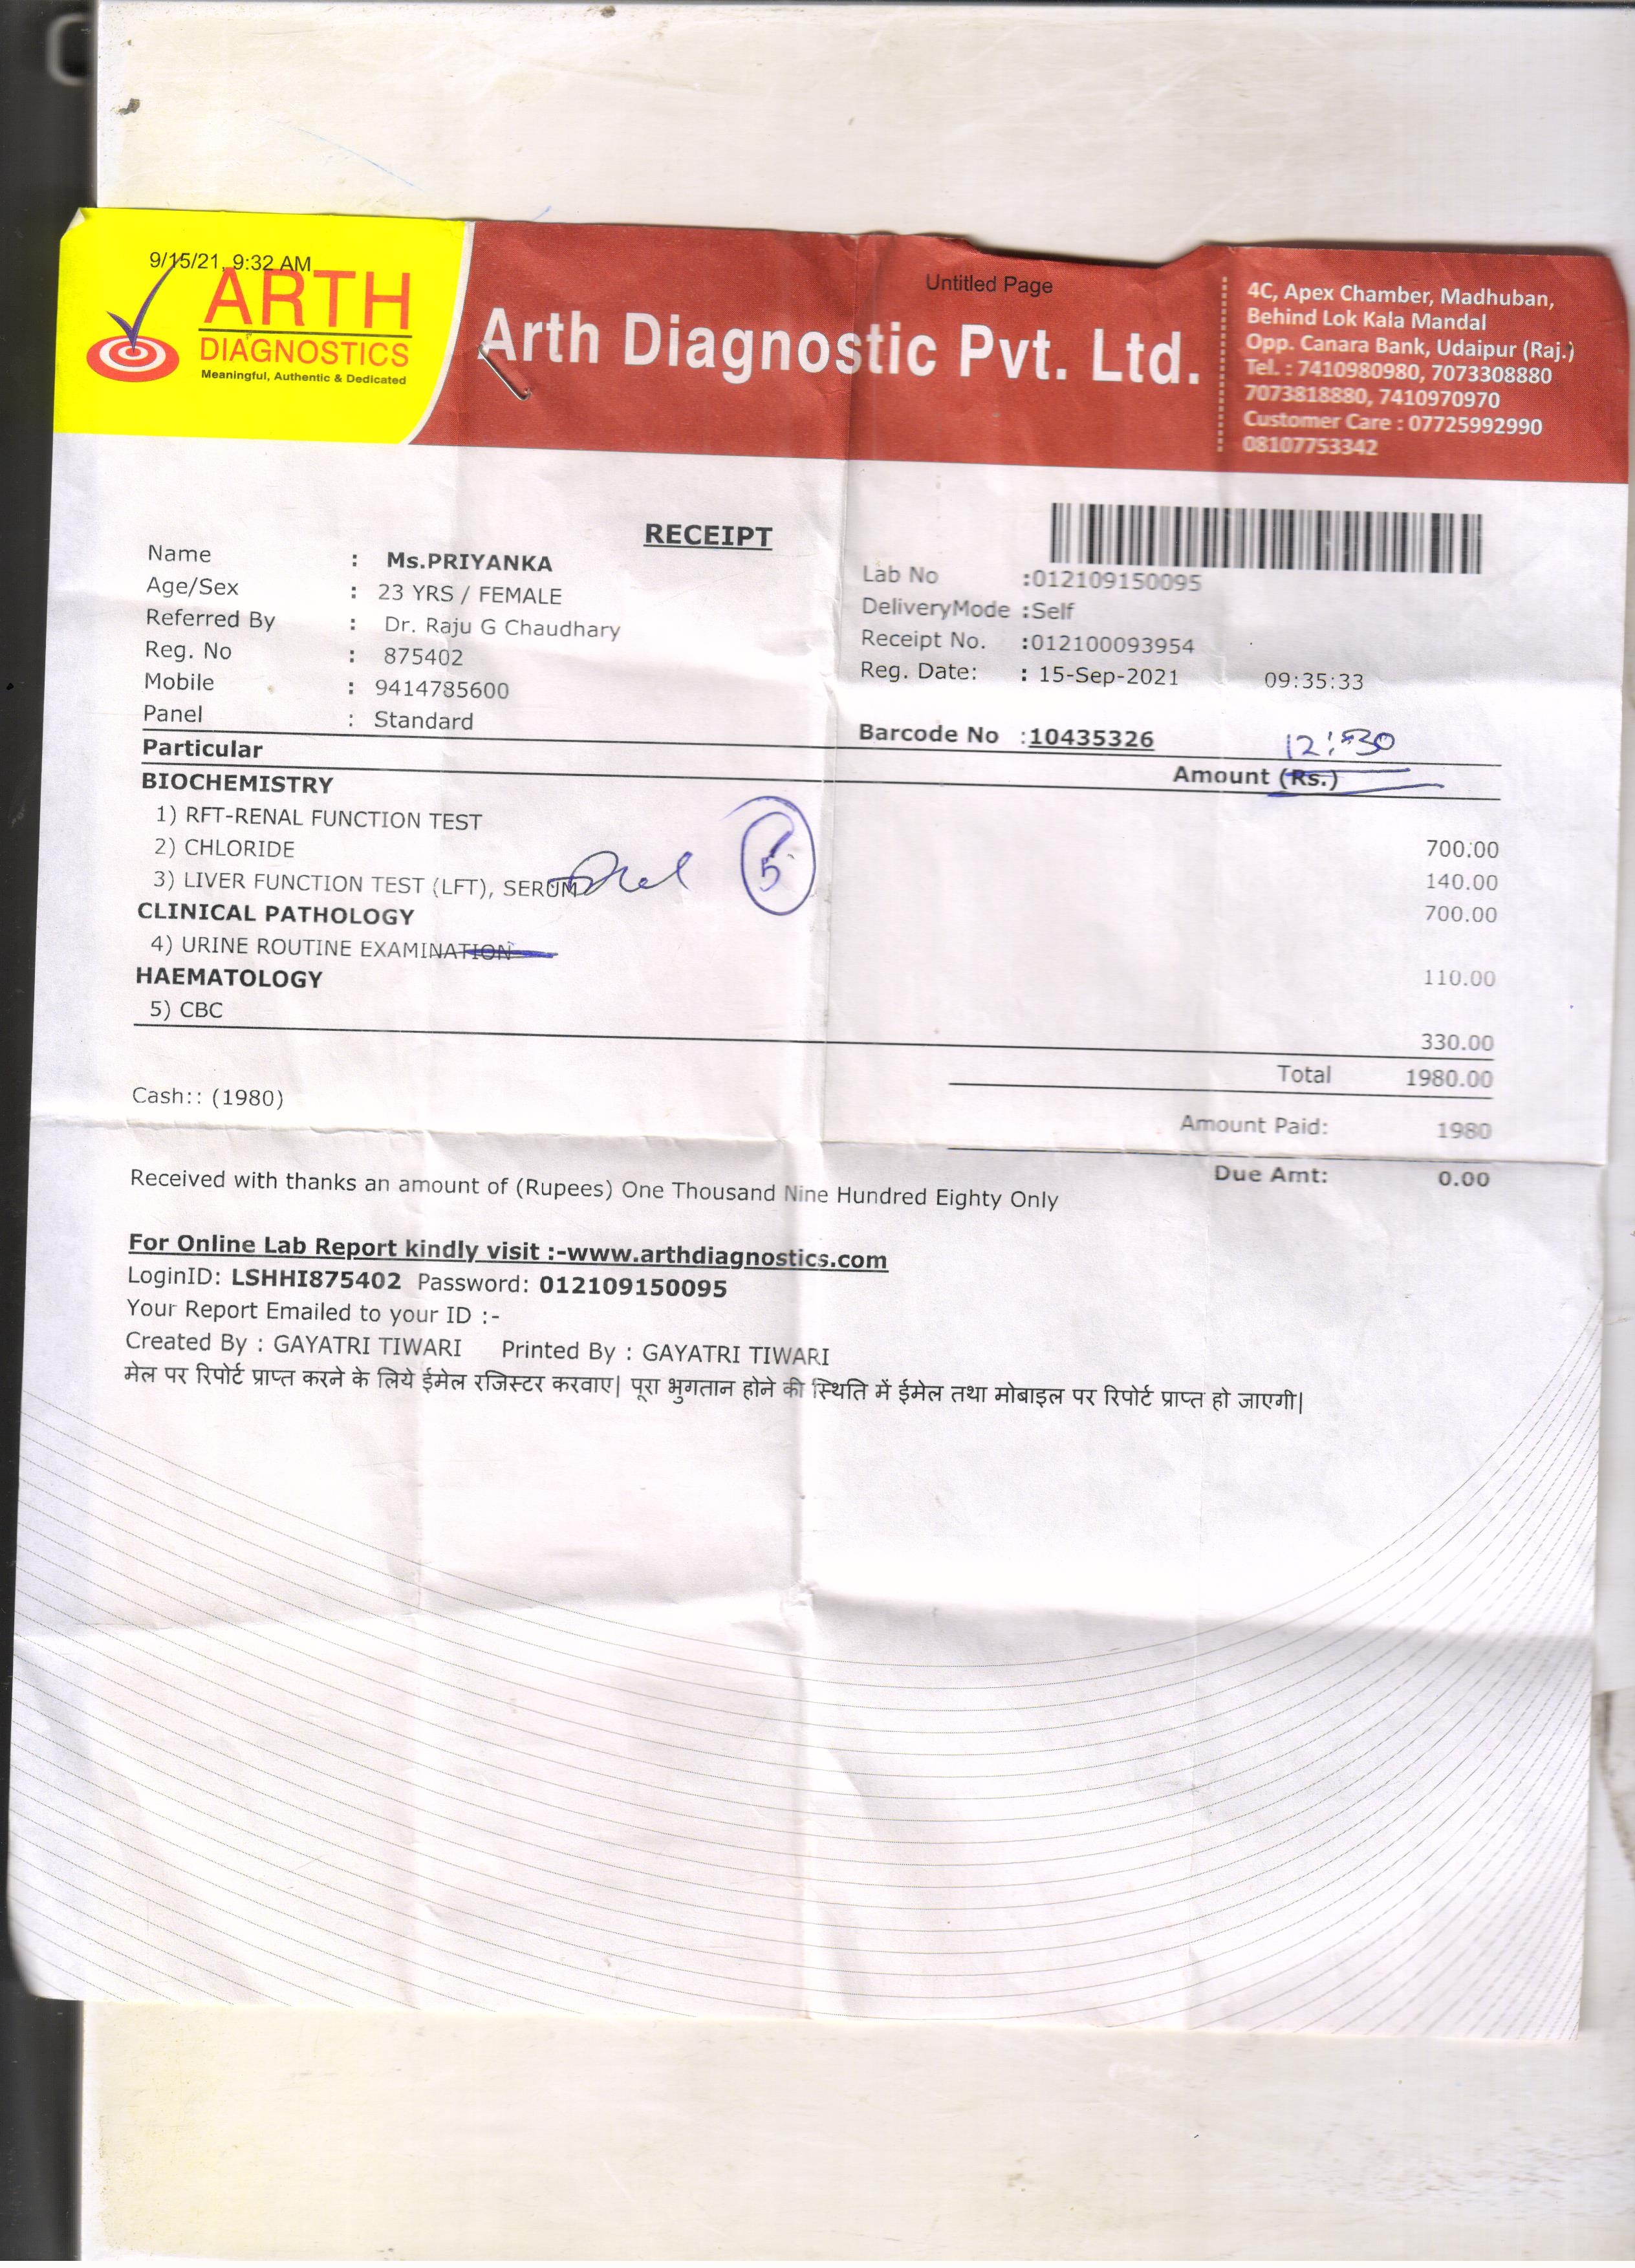 9/15/21, 9:32 AM
Untitled Page
ARTH
DIAGNOSTICS
Meaningful, Authentic & Dedicated
Arth Diagnostic Pvt. Ltd.
4C, Apex Chamber, Madhuban,
Behind Lok Kala Mandal
Opp. Canara Bank, Udaipur (Raj.)
Tel. : 7410980980, 7073308880
7073818880, 7410970970
Customer Care : 07725992990
08107753342
RECEIPT
Name : Ms.PRIYANKA
Age/Sex : 23 YRS / FEMALE
Referred By : Dr. Raju G Chaudhary
Reg. No : 875402
Mobile : 9414785600
Panel : Standard
Lab No :012109150095
DeliveryMode :Self
Receipt No. :012100093954
Reg. Date: : 15-Sep-2021 09:35:33
Barcode No :10435326
12:30
Particular Amount (Rs.)
BIOCHEMISTRY
1) RFT-RENAL FUNCTION TEST 700.00
2) CHLORIDE 140.00
3) LIVER FUNCTION TEST (LFT), SERUM 700.00
5
CLINICAL PATHOLOGY
4) URINE ROUTINE EXAMINATION 110.00
HAEMATOLOGY
5) CBC 330.00
Total 1980.00
Cash:: (1980)
Amount Paid: 1980
Due Amt: 0.00
Received with thanks an amount of (Rupees) One Thousand Nine Hundred Eighty Only
For Online Lab Report kindly visit :-www.arthdiagnostics.com
LoginID: LSHHI875402 Password: 012109150095
Your Report Emailed to your ID :-
Created By : GAYATRI TIWARI Printed By : GAYATRI TIWARI
मेल पर रिपोर्ट प्राप्त करने के लिये ईमेल रजिस्टर करवाए| पूरा भुगतान होने की स्थिति में ईमेल तथा मोबाइल पर रिपोर्ट प्राप्त हो जाएगी|